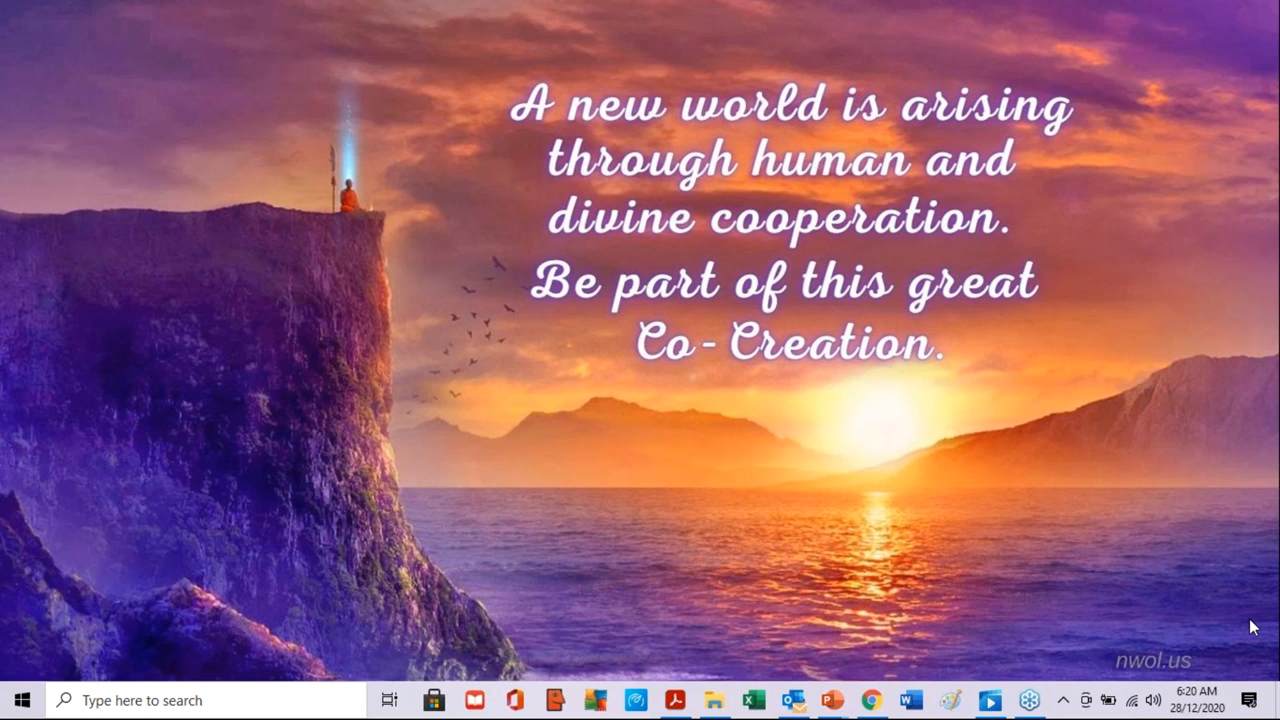 A new world is arising
through human and
divine cooperation.
Be part of this great
Co-Creation.
nwol.us
Type here to search
6:20 AM
28/12/2020